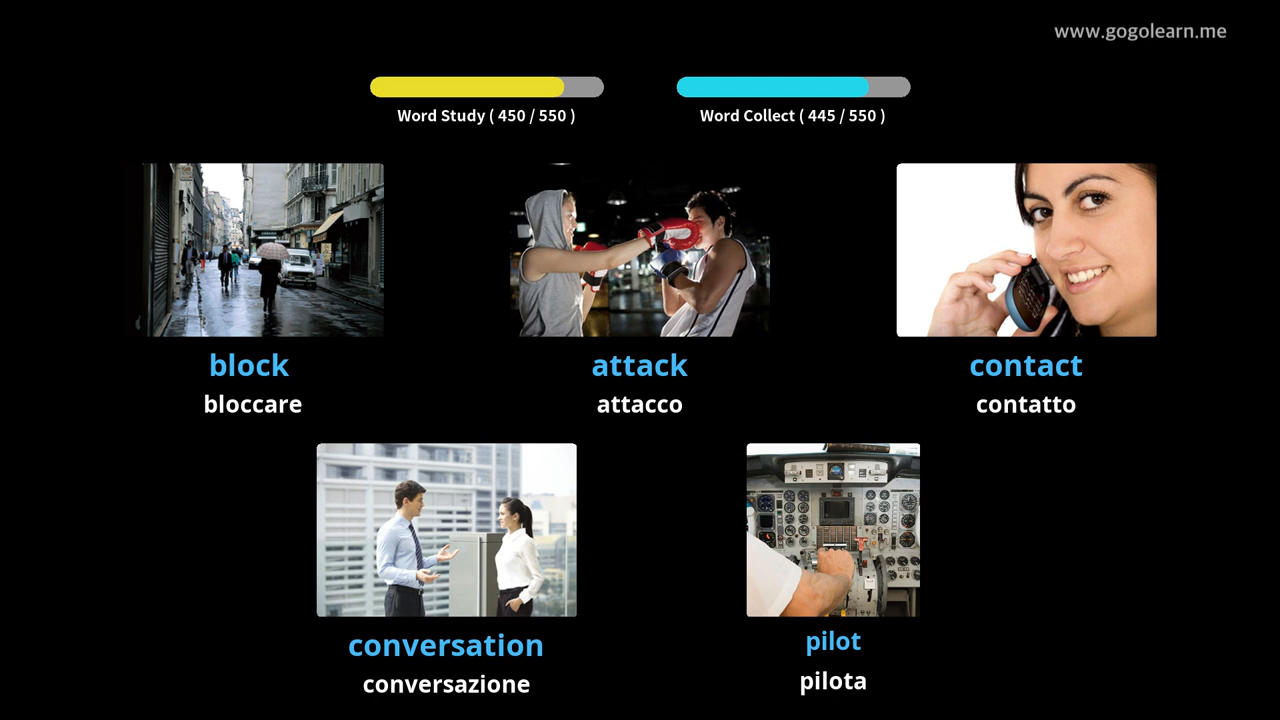 www.gogolearn.me
Word Study ( 450 / 550 )
Word Collect ( 445 / 550 )
block
bloccare
attack
attacco
contact
contatto
conversation
conversazione
pilot
pilota